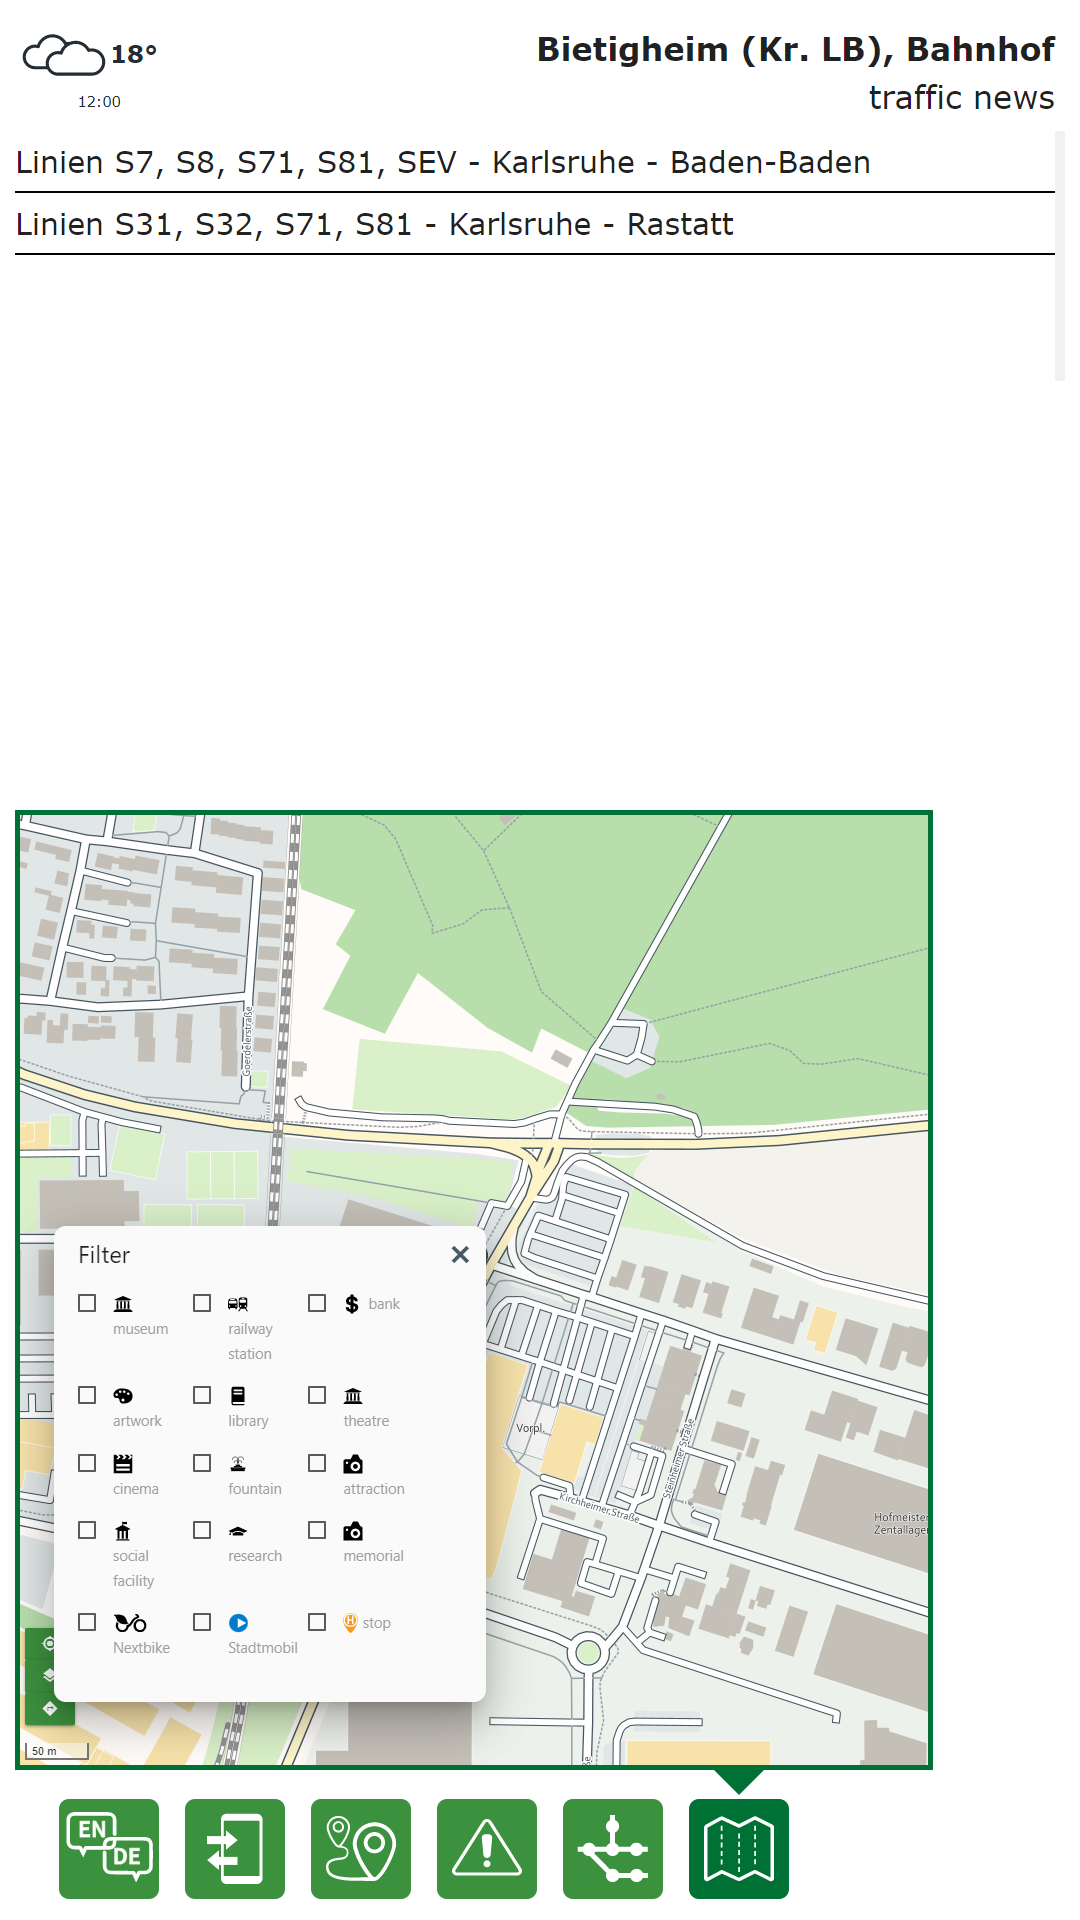 18°
12:00
Bietigheim (Kr. LB), Bahnhof
traffic news
Linien S7, S8, S71, S81, SEV - Karlsruhe - Baden-Baden
Linien S31, S32, S71, S81 - Karlsruhe - Rastatt
Goerdelerstraße
Filter
museum
railway
station
bank
artwork
library
theatre
cinema
fountain
attraction
social
facility
research
memorial
Nextbike
Stadtmobil
H
stop
Vorpl.
Steinheimer Straße
Kirchheimer Straße
Hofmeister
Zentallager
50 m
EN
DE